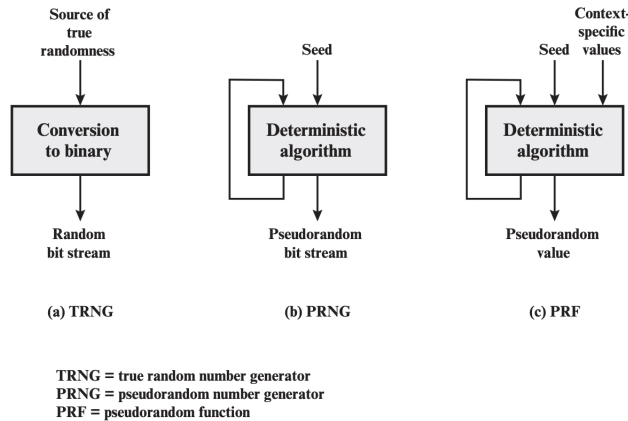 Source of
true
randomness
Conversion
to binary
Random
bit stream
(a) TRNG
Seed
Deterministic
algorithm
Pseudorandom
bit stream
(b) PRNG
Context-
specific
values
Seed
Deterministic
algorithm
Pseudorandom
value
(c) PRF
TRNG = true random number generator
PRNG = pseudorandom number generator
PRF = pseudorandom function